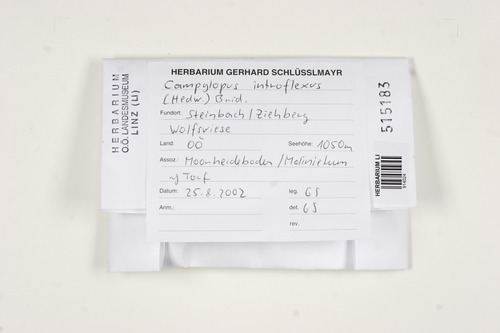 HERBARIUM GERHARD SCHLÜSSLMAYR
Campylopus introflexus
(Hedw.) Brid.
Fundort: Steinbach/Ziehberg
Wolfswiese
Land: OÖ Seehöhe: 1050m
Assoz.: Moorheideboden/Molinietum
Torf
Datum: 25.8.2002 leg. GS
Anm.: det. GS
rev.
HERBARIUM
O.Ö. LANDESMUSEUM
LINZ (LI)
515183
HERBARIUM LI